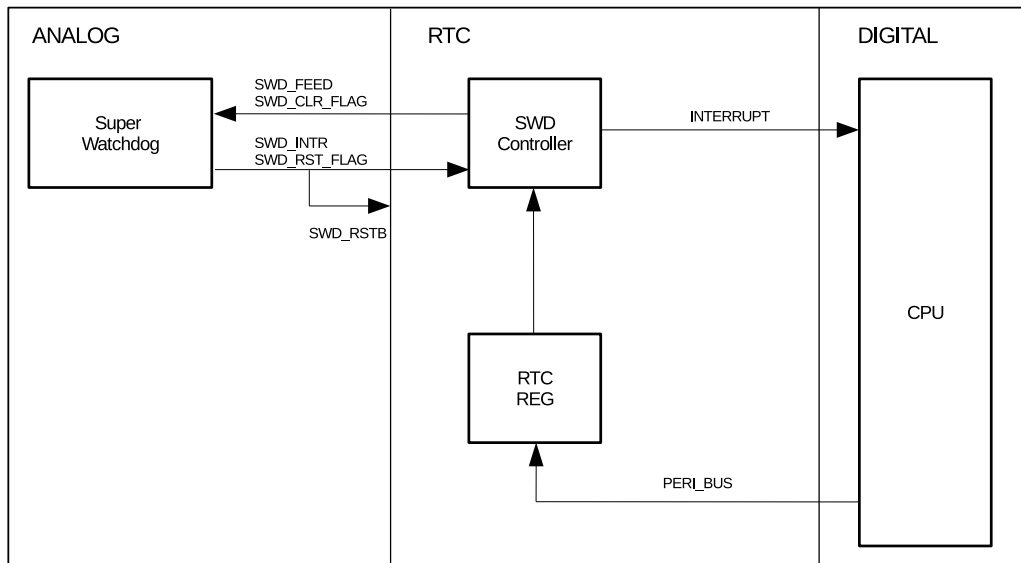 ANALOG
RTC
DIGITAL
SWD_FEED
SWD_CLR_FLAG
Super
Watchdog
SWD_INTR
SWD_RST_FLAG
SWD_RSTB
SWD
Controller
INTERRUPT
CPU
RTC
REG
PERI_BUS